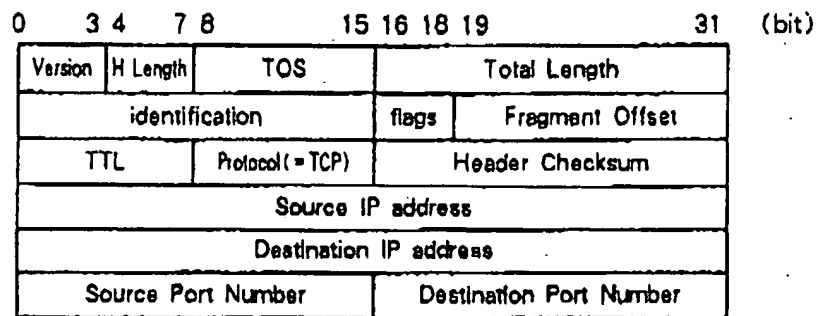 0 3 4 7 8 15 16 18 19 31 (bit)
Version H Length TOS Total Length
identification flags Fragment Offset
TTL Protocol(=TCP) Header Checksum
Source IP address
Destination IP address
Source Port Number Destination Port Number